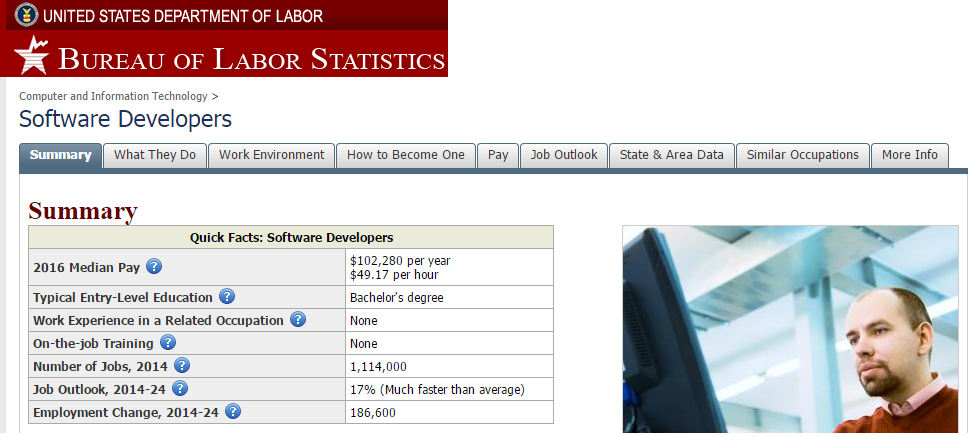 UNITED STATES DEPARTMENT OF LABOR
BUREAU OF LABOR STATISTICS
Computer and Information Technology >
Software Developers
Summary What They Do Work Environment How to Become One Pay Job Outlook State & Area Data Similar Occupations More Info
Summary
Quick Facts: Software Developers
2016 Median Pay ? $102,280 per year
$49.17 per hour
Typical Entry-Level Education ? Bachelor's degree
Work Experience in a Related Occupation ? None
On-the-job Training ? None
Number of Jobs, 2014 ? 1,114,000
Job Outlook, 2014-24 ? 17% (Much faster than average)
Employment Change, 2014-24 ? 186,600